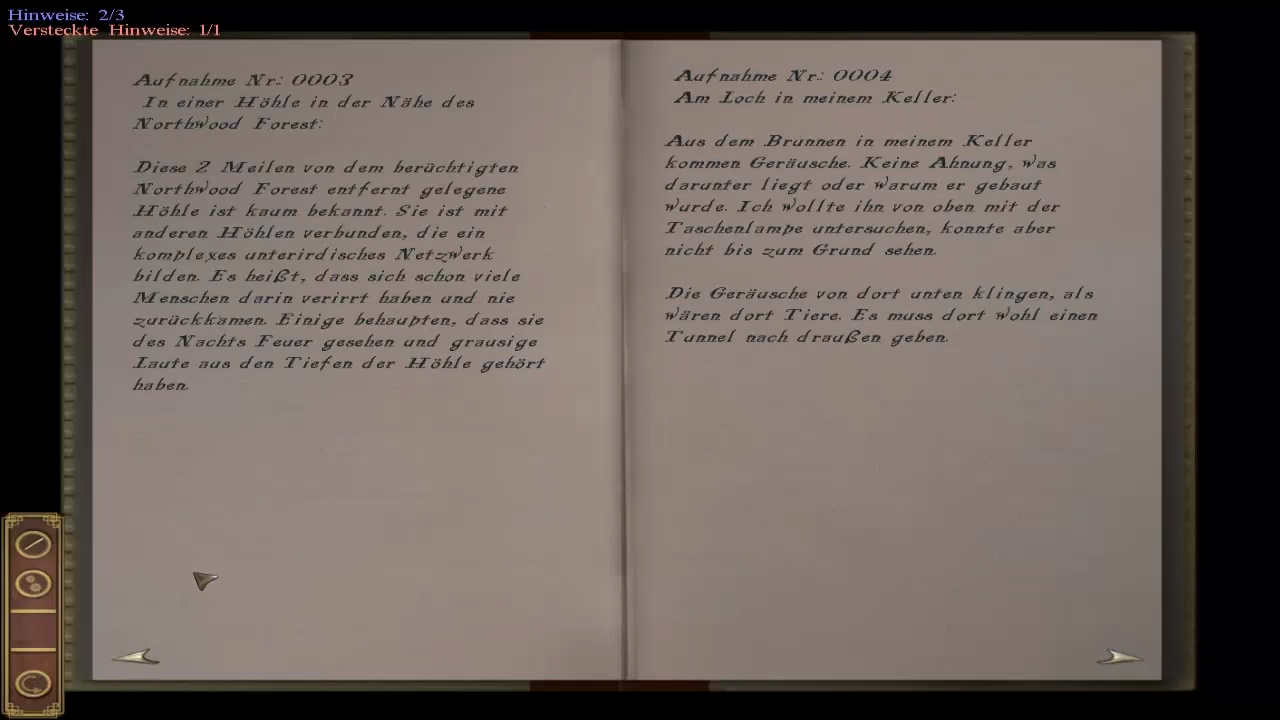 Hinweise: 2/3
Versteckte Hinweise: 1/1
Aufnahme Nr.: 0003
In einer Höhle in der Nähe des
Northwood Forest:
Diese 2 Meilen von dem berüchtigten
Northwood Forest entfernt gelegene
Höhle ist kaum bekannt. Sie ist mit
anderen Höhlen verbunden, die ein
komplexes unterirdisches Netzwerk
bilden. Es heißt, dass sich schon viele
Menschen darin verirrt haben und nie
zurückkamen. Einige behaupten, dass sie
des Nachts Feuer gesehen und grausige
Laute aus den Tiefen der Höhle gehört
haben.
Aufnahme Nr.: 0004
Am Loch in meinem Keller:
Aus dem Brunnen in meinem Keller
kommen Geräusche. Keine Ahnung, was
darunter liegt oder warum er gebaut
wurde. Ich wollte ihn von oben mit der
Taschenlampe untersuchen, konnte aber
nicht bis zum Grund sehen.
Die Geräusche von dort unten klingen, als
wären dort Tiere. Es muss dort wohl einen
Tunnel nach draußen geben.